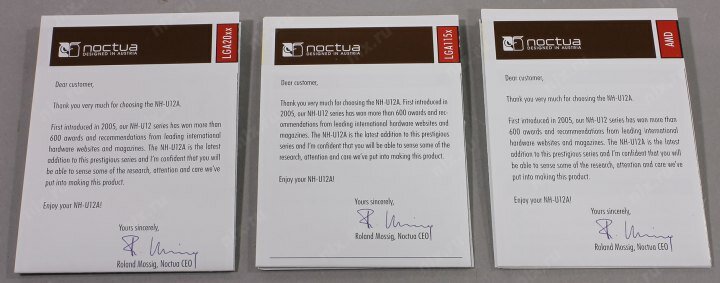 noctua
DESIGNED IN AUSTRIA
LGA20xx
Dear customer,
Thank you very much for choosing the NH-U12A.
First introduced in 2005, our NH-U12 series has won more than
600 awards and recommendations from leading international
hardware websites and magazines. The NH-U12A is the latest
addition to this prestigious series and I'm confident that you will
be able to sense some of the research, attention and care we've
put into making this product.
Enjoy your NH-U12A!
Yours sincerely,
Roland Mossig, Noctua CEO
noctua
DESIGNED IN AUSTRIA
LGA115x
Dear customer,
Thank you very much for choosing the NH-U12A. First introduced in
2005, our NH-U12 series has won more than 600 awards and rec-
ommendations from leading international hardware websites and
magazines. The NH-U12A is the latest addition to this prestigious
series and I'm confident that you will be able to sense some of the
research, attention and care we've put into making this product.
Enjoy your NH-U12A!
Yours sincerely,
Roland Mossig, Noctua CEO
noctua
DESIGNED IN AUSTRIA
AMD
Dear customer,
Thank you very much for choosing the NH-U12A.
First introduced in 2005, our NH-U12 series has won more than
600 awards and recommendations from leading international
hardware websites and magazines. The NH-U12A is the latest
addition to this prestigious series and I'm confident that you will
be able to sense some of the research, attention and care we've
put into making this product.
Enjoy your NH-U12A!
Yours sincerely,
Roland Mossig, Noctua CEO